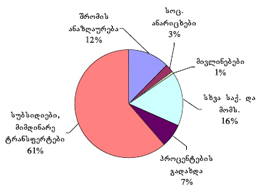 შრომის
ანაზღაურება
12%
სოც.
ანარიცხები
3%
მივლინებები
1%
სხვა საქ. და
მომს.
16%
პროცენტების
გადახდა
7%
სუბსიდიები,
მიმდინარე
ტრანსფერტები
61%